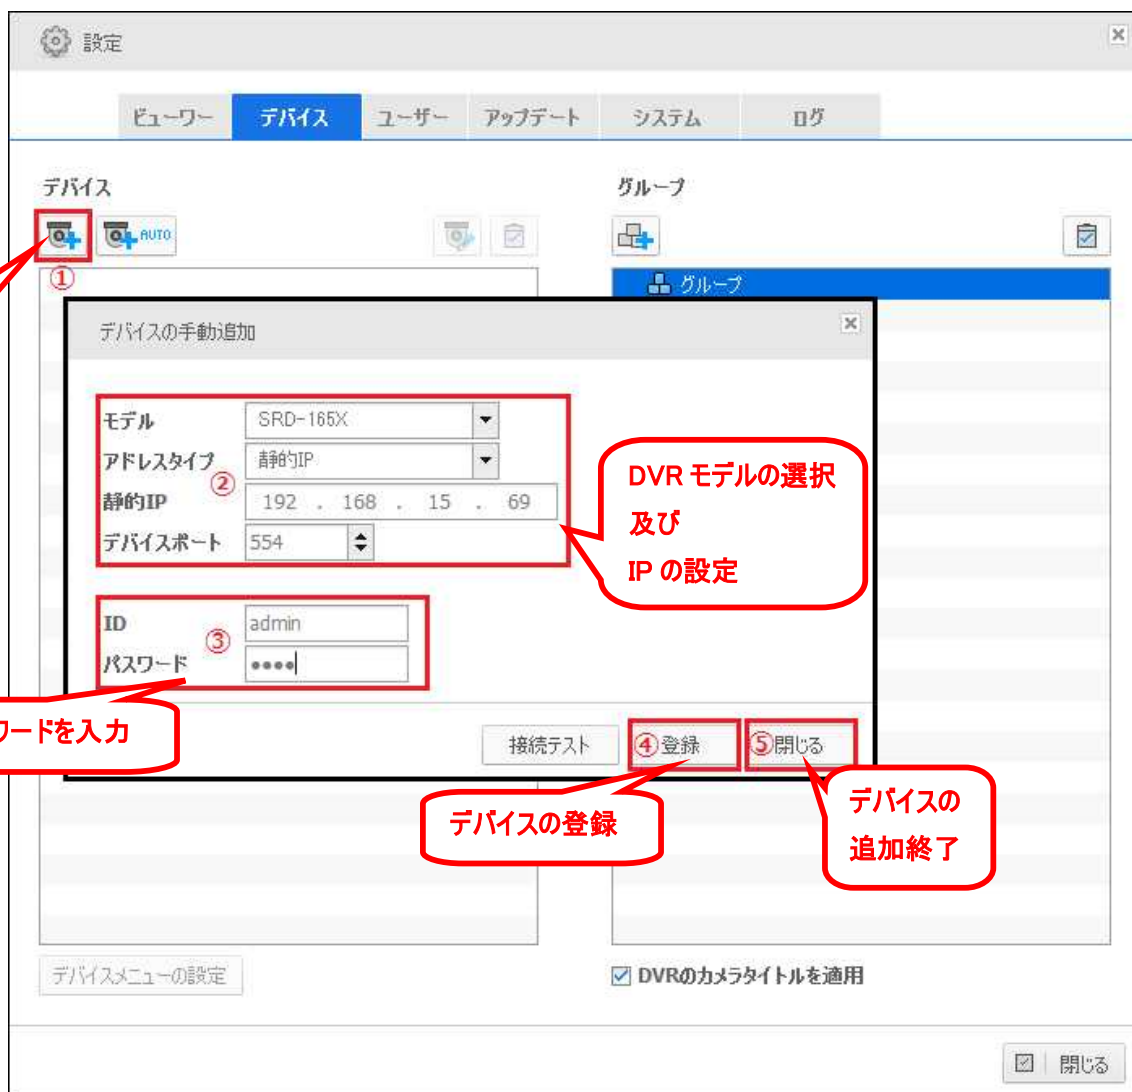 設定
ビューワー デバイス ユーザー アップデート システム ログ
デバイス
グループ
AUTO
①
グループ
デバイスの手動追加
モデル SRD-165X
アドレスタイプ 静的IP
②
静的IP 192 . 168 . 15 . 69
デバイスポート 554
DVR モデルの選択
及び
IP の設定
ID admin
③
パスワード ●●●●
ワードを入力
接続テスト ④登録 ⑤閉じる
デバイスの登録
デバイスの
追加終了
デバイスメニューの設定
DVRのカメラタイトルを適用
閉じる